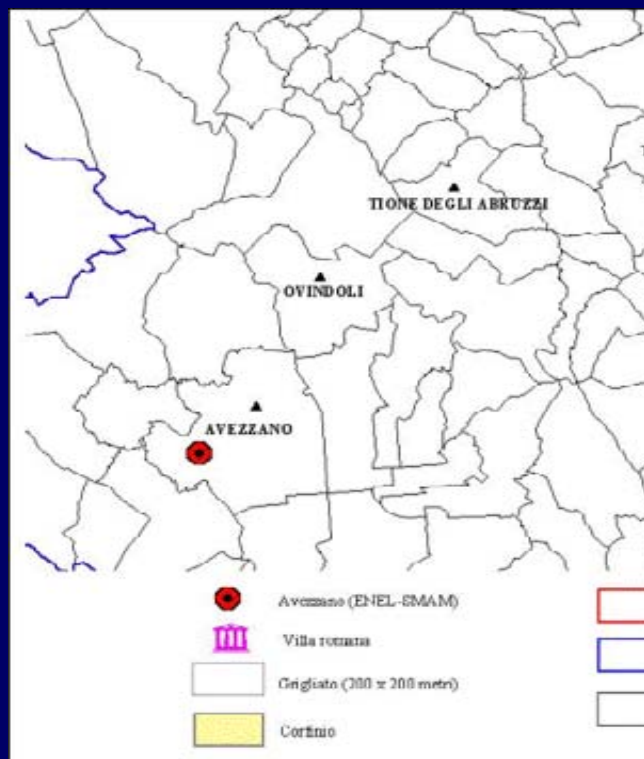 TIONE DEGLI ABRUZZI
OVINDOLI
AVEZZANO
Avezzano (ENEL-SMAM)
Villa romana
Grigliato (200 x 200 metri)
Corfinio